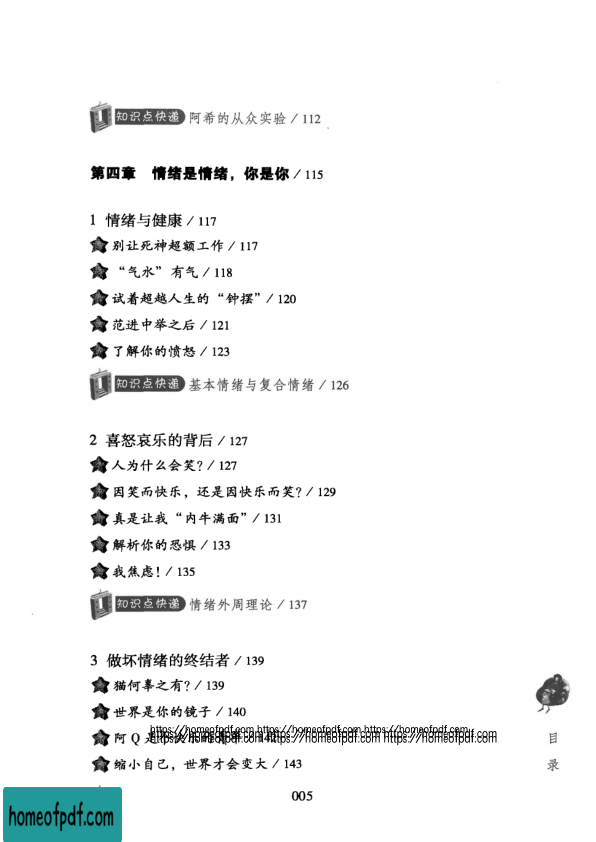 知识点快递 阿希的从众实验 / 112
第四章 情绪是情绪，你是你 / 115
1 情绪与健康 / 117
别让死神超额工作 / 117
“气水”有气 / 118
试着超越人生的“钟摆”/ 120
范进中举之后 / 121
了解你的愤怒 / 123
知识点快递 基本情绪与复合情绪 / 126
2 喜怒哀乐的背后 / 127
人为什么会笑？/ 127
因笑而快乐，还是因快乐而笑？/ 129
真是让我“内牛满面”/ 131
解析你的恐惧 / 133
我焦虑！/ 135
知识点快递 情绪外周理论 / 137
3 做坏情绪的终结者 / 139
猫何辜之有？/ 139
世界是你的镜子 / 140
https://homeofpdf.com https://homeofpdf.com https://homeofpdf.com
阿 Q 是
https://homeofpdf.com https://homeofpdf.com
缩小自己，世界才会变大 / 143
目录
005
homeofpdf.com